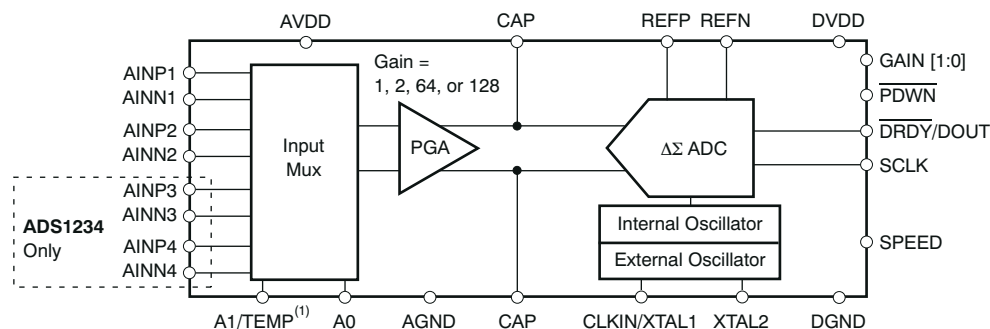 AVDD
CAP
REFP
REFN
DVDD
Gain =
1, 2, 64, or 128
AINP1
AINN1
AINP2
AINN2
AINP3
AINN3
AINP4
AINN4
ADS1234
Only
Input
Mux
PGA
ΔΣ ADC
Internal Oscillator
External Oscillator
GAIN [1:0]
PDWN
DRDY/DOUT
SCLK
SPEED
A1/TEMP(1)
A0
AGND
CAP
CLKIN/XTAL1
XTAL2
DGND